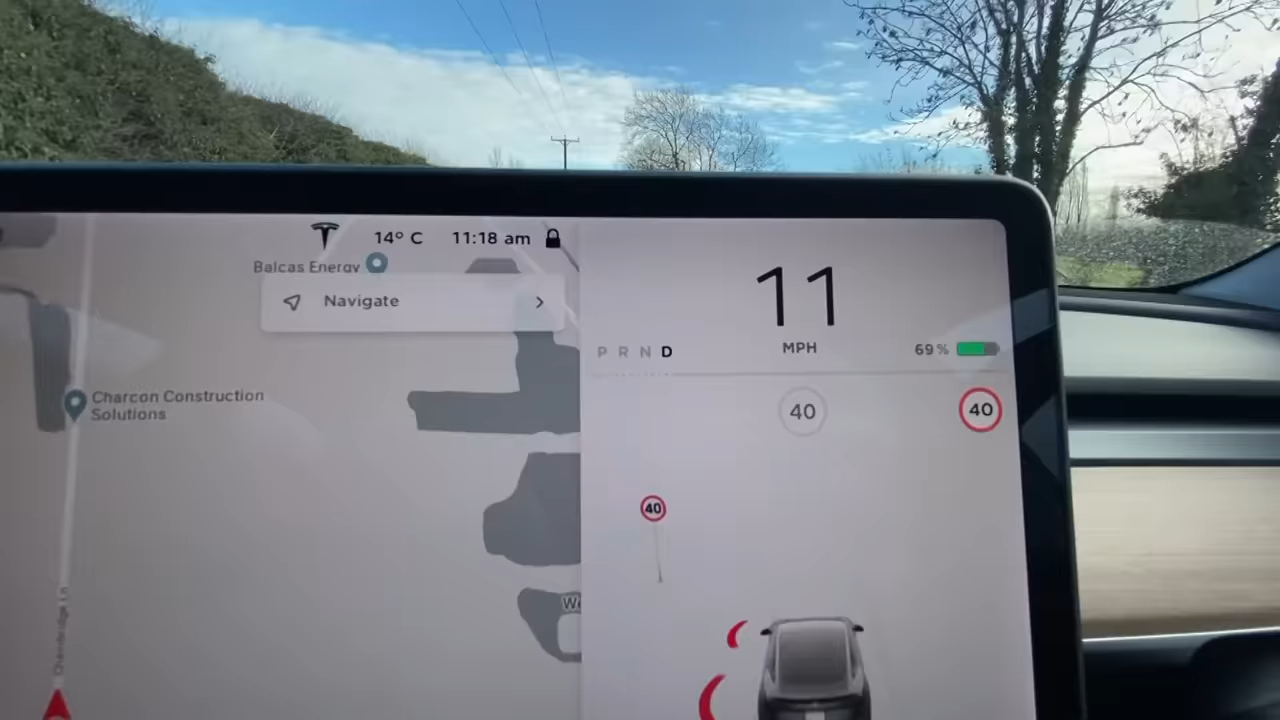 14° C 11:18 am
Balcas Energy
Navigate
Charcon Construction
Solutions
11
MPH
P R N D
69 %
40
40
40